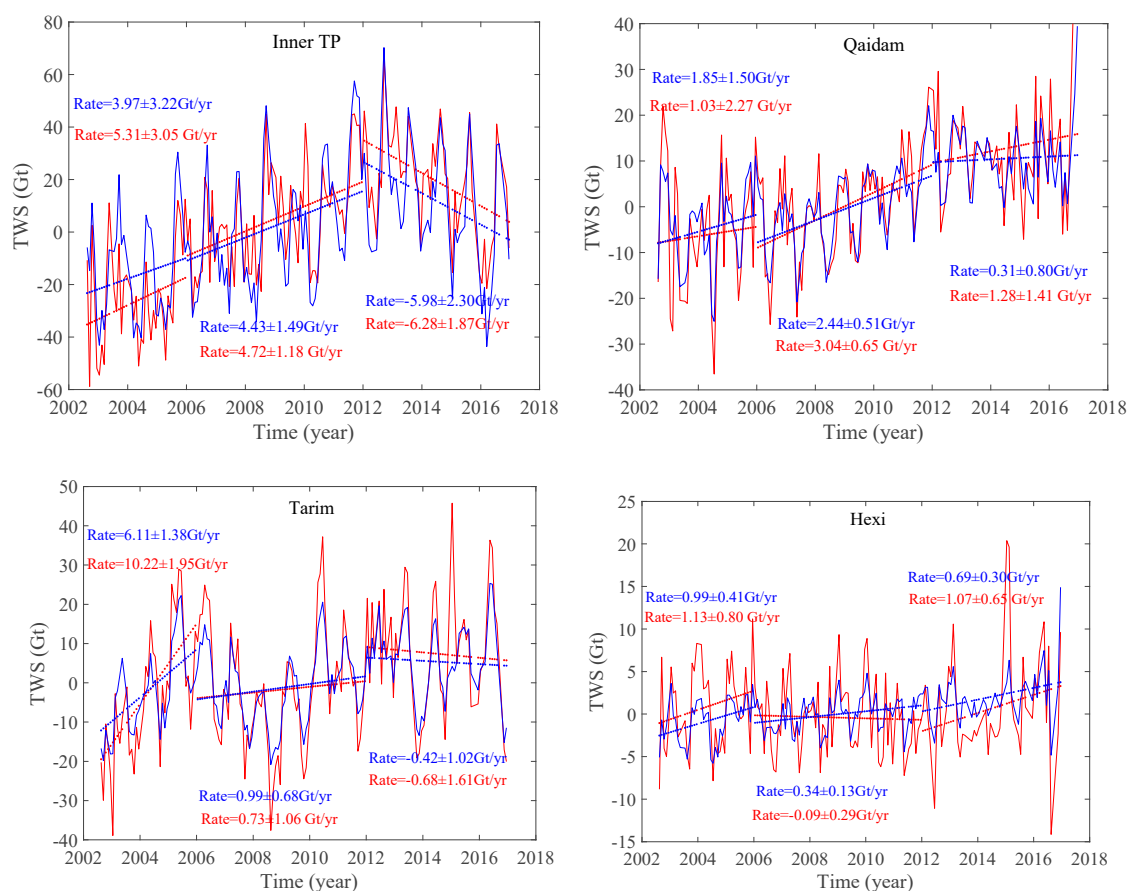 Inner TP
Rate=3.97±3.22Gt/yr
Rate=5.31±3.05 Gt/yr
Rate=-5.98±2.30Gt/yr
Rate=-6.28±1.87Gt/yr
Rate=4.43±1.49Gt/yr
Rate=4.72±1.18 Gt/yr
TWS (Gt)
80
60
40
20
0
-20
-40
-60
2002 2004 2006 2008 2010 2012 2014 2016 2018
Time (year)
Qaidam
Rate=1.85±1.50Gt/yr
Rate=1.03±2.27 Gt/yr
Rate=0.31±0.80Gt/yr
Rate=1.28±1.41 Gt/yr
Rate=2.44±0.51Gt/yr
Rate=3.04±0.65 Gt/yr
TWS (Gt)
40
30
20
10
0
-10
-20
-30
-40
2002 2004 2006 2008 2010 2012 2014 2016 2018
Time (year)
Tarim
Rate=6.11±1.38Gt/yr
Rate=10.22±1.95Gt/yr
Rate=-0.42±1.02Gt/yr
Rate=-0.68±1.61Gt/yr
Rate=0.99±0.68Gt/yr
Rate=0.73±1.06 Gt/yr
TWS (Gt)
50
40
30
20
10
0
-10
-20
-30
-40
2002 2004 2006 2008 2010 2012 2014 2016 2018
Time (year)
Hexi
Rate=0.69±0.30Gt/yr
Rate=1.07±0.65 Gt/yr
Rate=0.99±0.41Gt/yr
Rate=1.13±0.80 Gt/yr
Rate=0.34±0.13Gt/yr
Rate=-0.09±0.29Gt/yr
TWS (Gt)
25
20
15
10
5
0
-5
-10
-15
2002 2004 2006 2008 2010 2012 2014 2016 2018
Time (year)